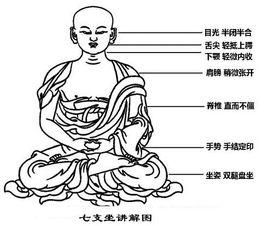 目光 半闭半合
舌尖 轻抵上腭
下颚 轻微内收
肩膀 稍微张开
脊椎 直而不僵
手势 手结定印
坐姿 双腿盘坐
七支坐讲解图